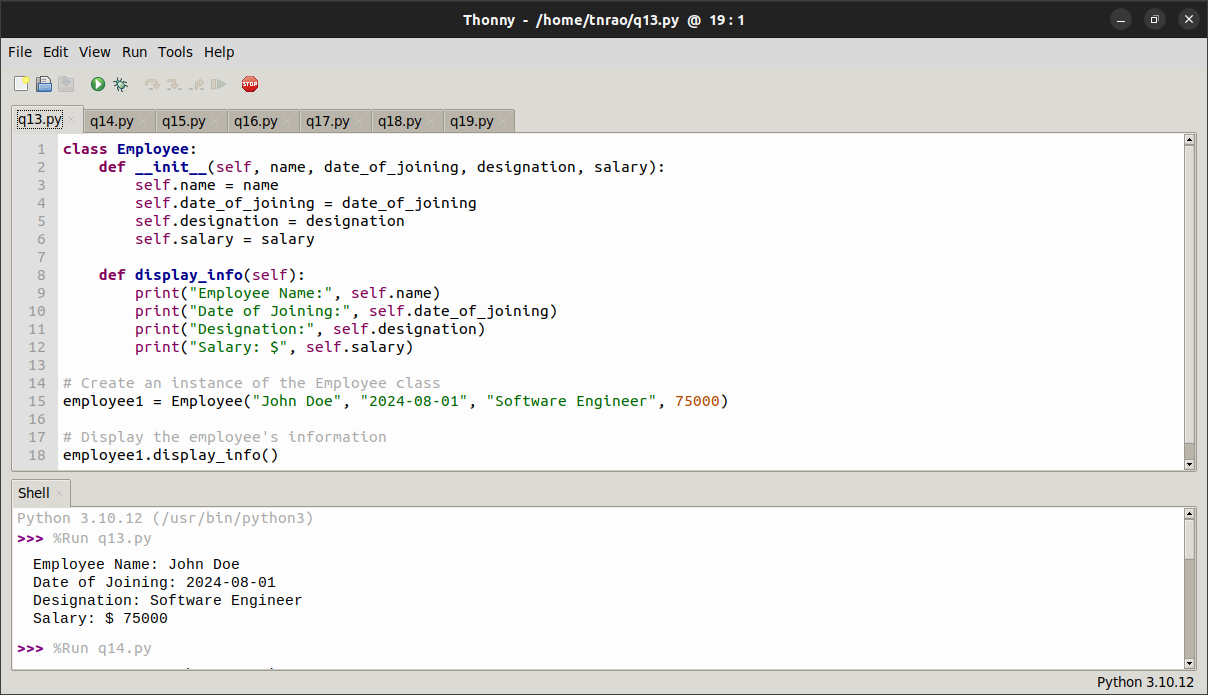 Thonny - /home/tnrao/q13.py @ 19 : 1
File Edit View Run Tools Help
STOP
q13.py q14.py q15.py q16.py q17.py q18.py q19.py
1 class Employee:
2     def __init__(self, name, date_of_joining, designation, salary):
3         self.name = name
4         self.date_of_joining = date_of_joining
5         self.designation = designation
6         self.salary = salary
7
8     def display_info(self):
9         print("Employee Name:", self.name)
10         print("Date of Joining:", self.date_of_joining)
11         print("Designation:", self.designation)
12         print("Salary: $", self.salary)
13
14 # Create an instance of the Employee class
15 employee1 = Employee("John Doe", "2024-08-01", "Software Engineer", 75000)
16
17 # Display the employee's information
18 employee1.display_info()
Shell
Python 3.10.12 (/usr/bin/python3)
>>> %Run q13.py
Employee Name: John Doe
Date of Joining: 2024-08-01
Designation: Software Engineer
Salary: $ 75000
>>> %Run q14.py
Python 3.10.12